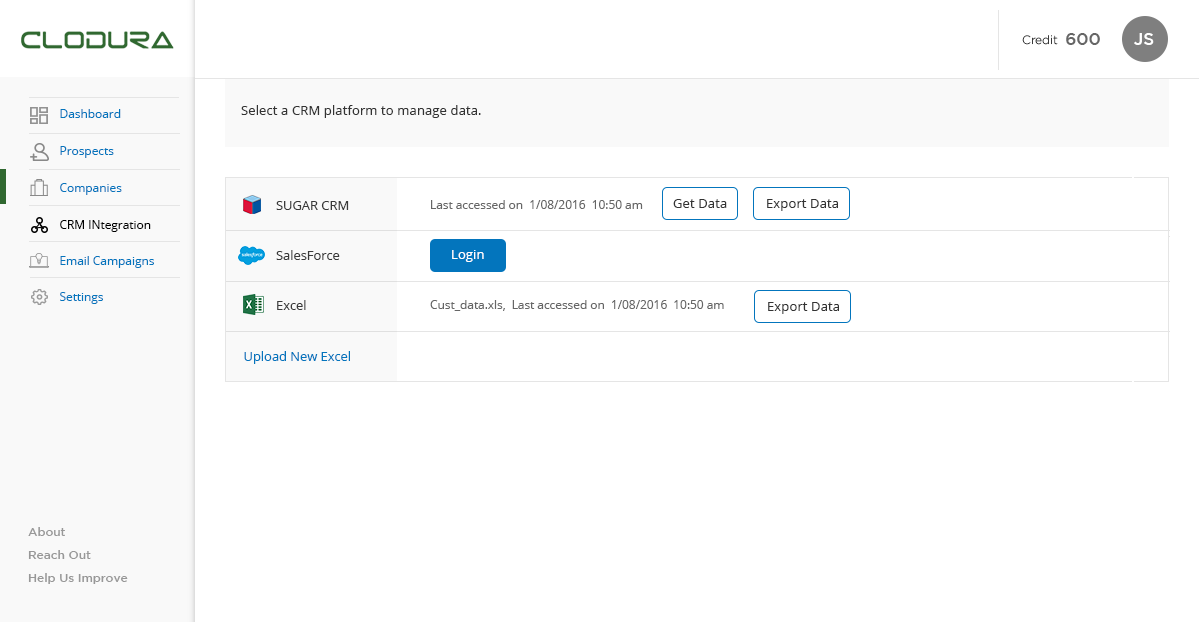 CLODURA
Credit 600 JS
Dashboard
Prospects
Companies
CRM INtegration
Email Campaigns
Settings
About
Reach Out
Help Us Improve
Select a CRM platform to manage data.
SUGAR CRM Last accessed on 1/08/2016 10:50 am Get Data Export Data
salesforce SalesForce Login
X Excel Cust_data.xls, Last accessed on 1/08/2016 10:50 am Export Data
Upload New Excel